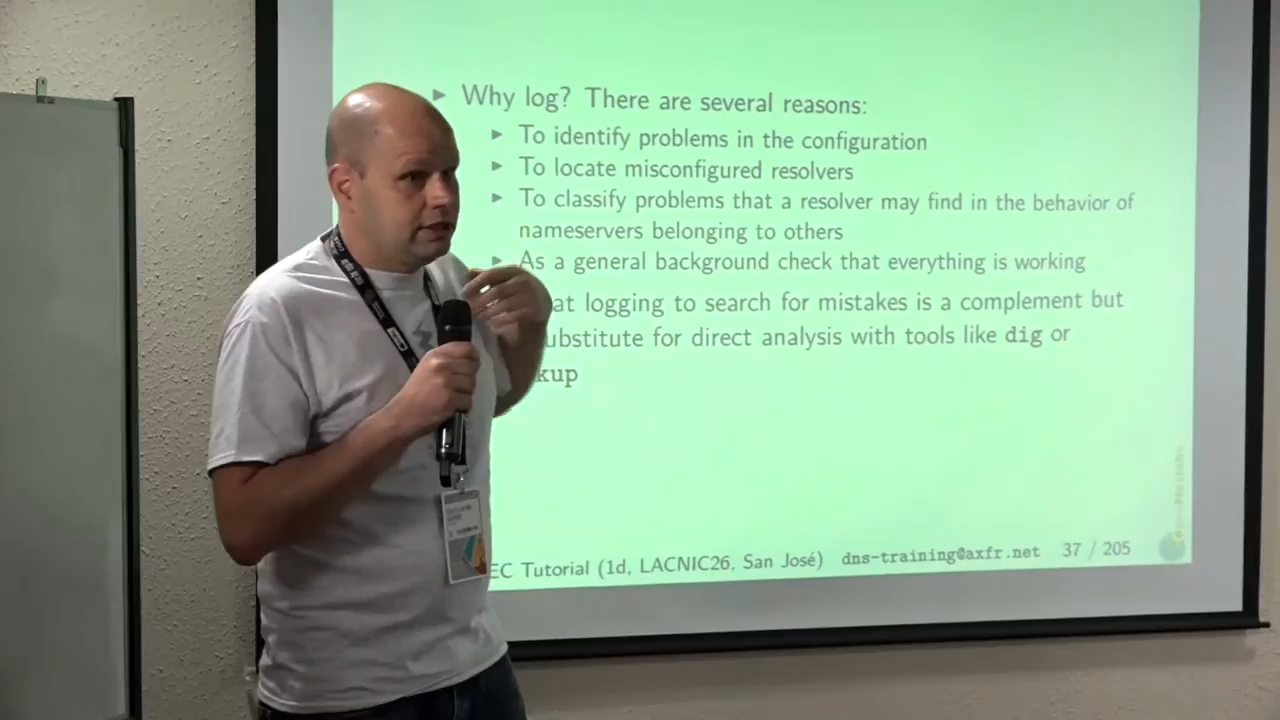 Why log? There are several reasons:
To identify problems in the configuration
To locate misconfigured resolvers
To classify problems that a resolver may find in the behavior of
nameservers belonging to others
As a general background check that everything is working
at logging to search for mistakes is a complement but
ubstitute for direct analysis with tools like dig or
kup
EC Tutorial (1d, LACNIC26, San José) dns-training@axfr.net 37 / 205